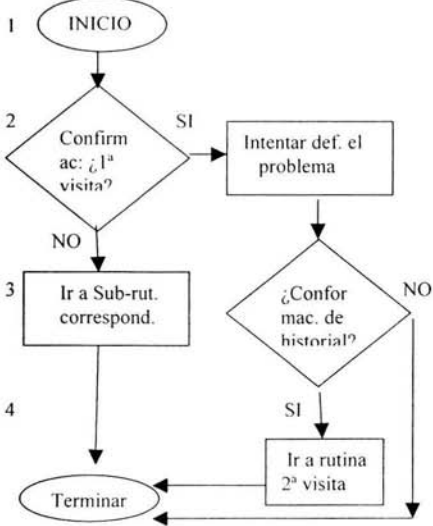 1
INICIO
2
Confirm
ac: ¿1ª
visita?
SI
Intentar def. el
problema
NO
3
Ir a Sub-rut.
correspond.
¿Confor
mac. de
historial?
NO
4
SI
Ir a rutina
2ª visita
Terminar